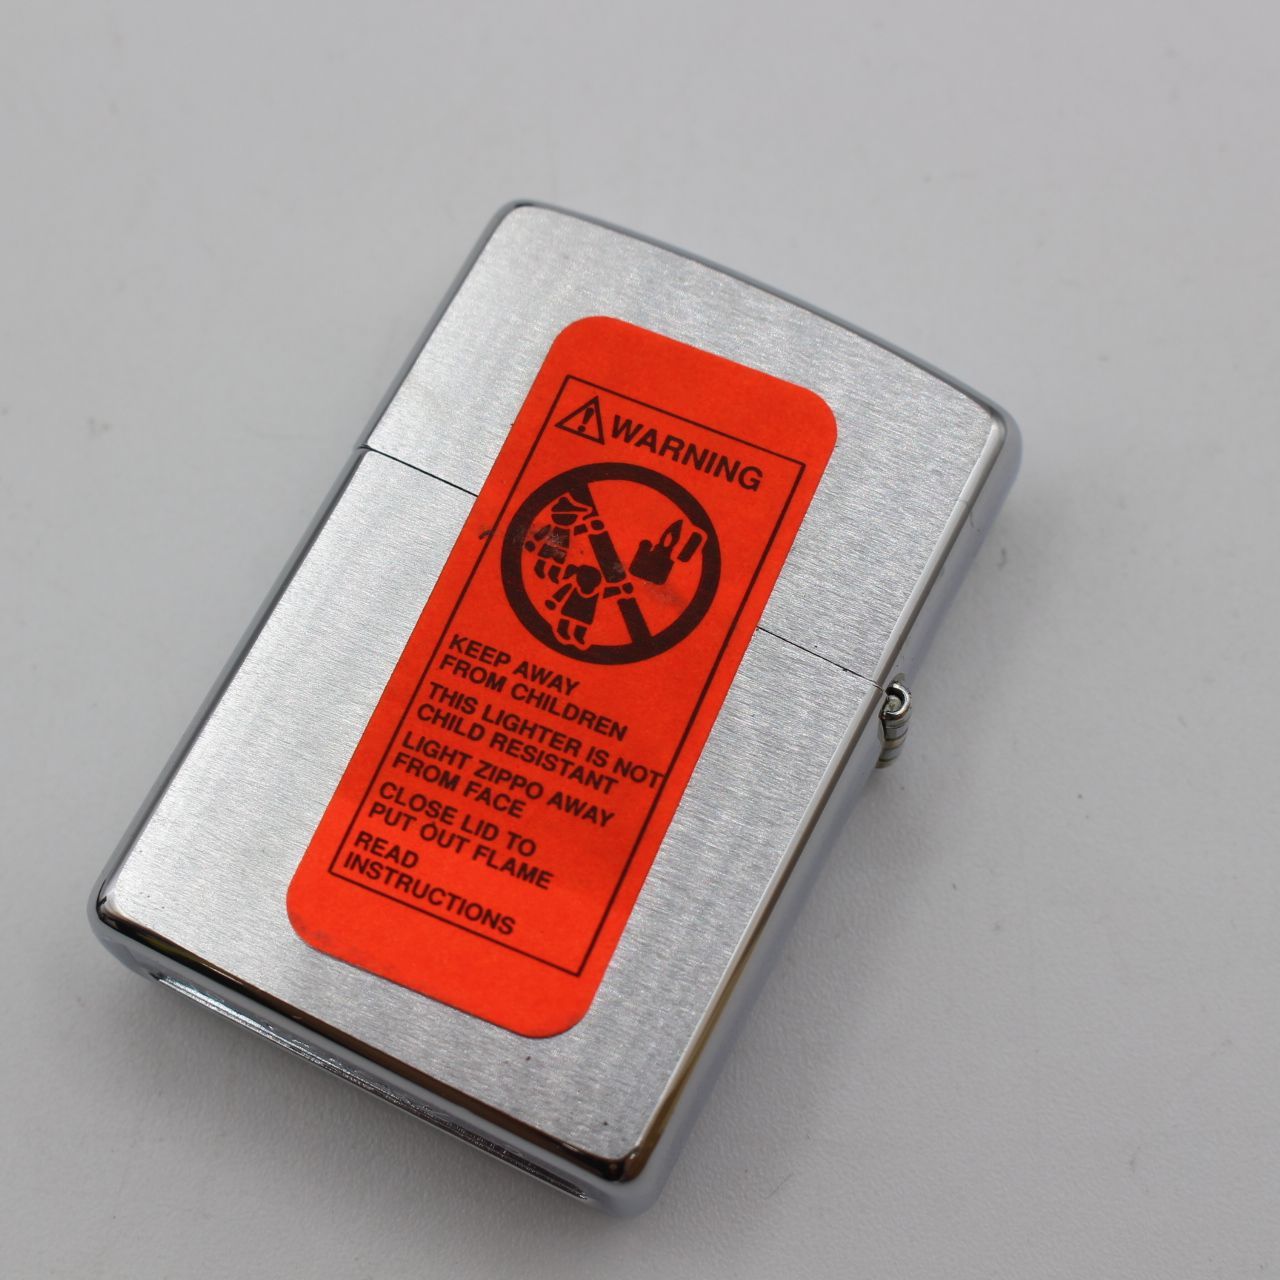 WARNING
KEEP AWAY
FROM CHILDREN
THIS LIGHTER IS NOT
CHILD RESISTANT
LIGHT ZIPPO AWAY
FROM FACE
CLOSE LID TO
PUT OUT FLAME
READ
INSTRUCTIONS